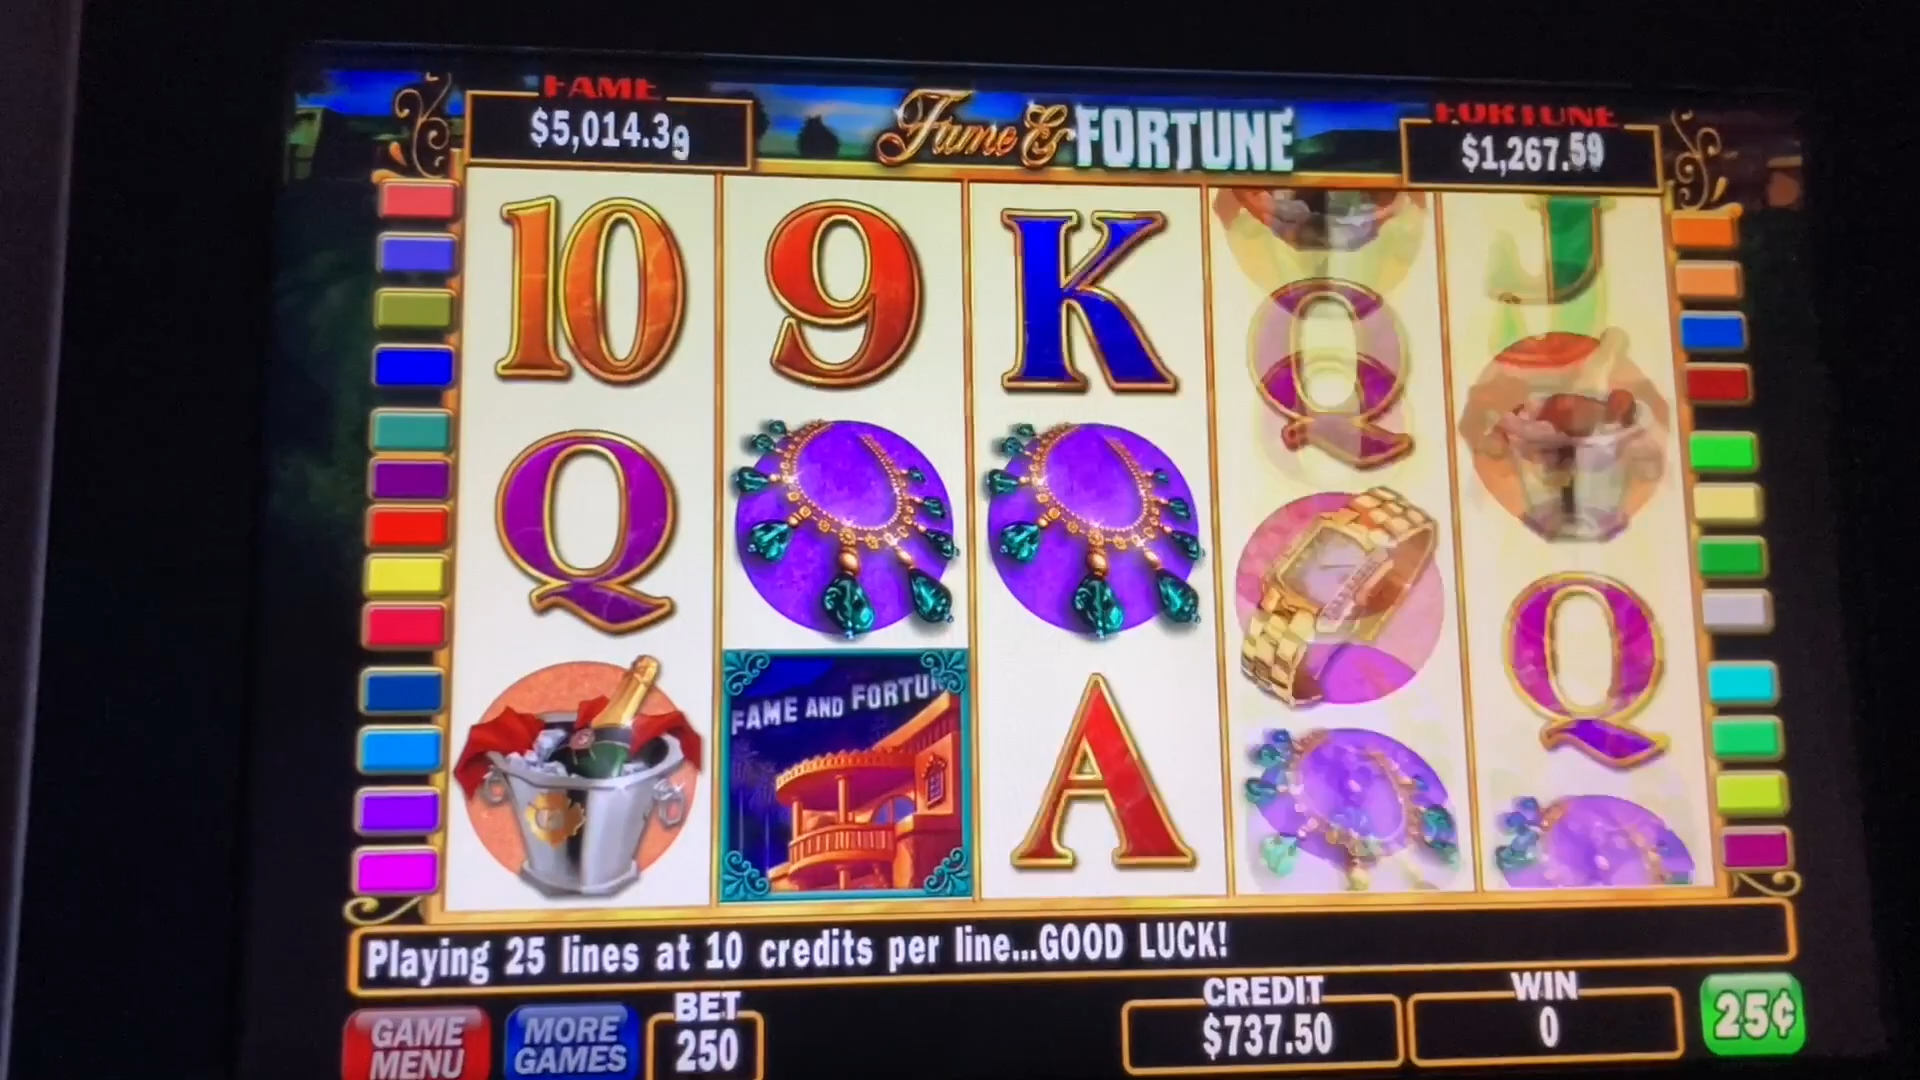 FAME
$5,014.39
Fame & FORTUNE
FORTUNE
$1,267.59
10
9
K
J
Q
Q
Q
Q
FAME AND FORTUN
A
Playing 25 lines at 10 credits per line...GOOD LUCK!
GAME MENU
MORE GAMES
BET
250
CREDIT
$737.50
WIN
0
25¢